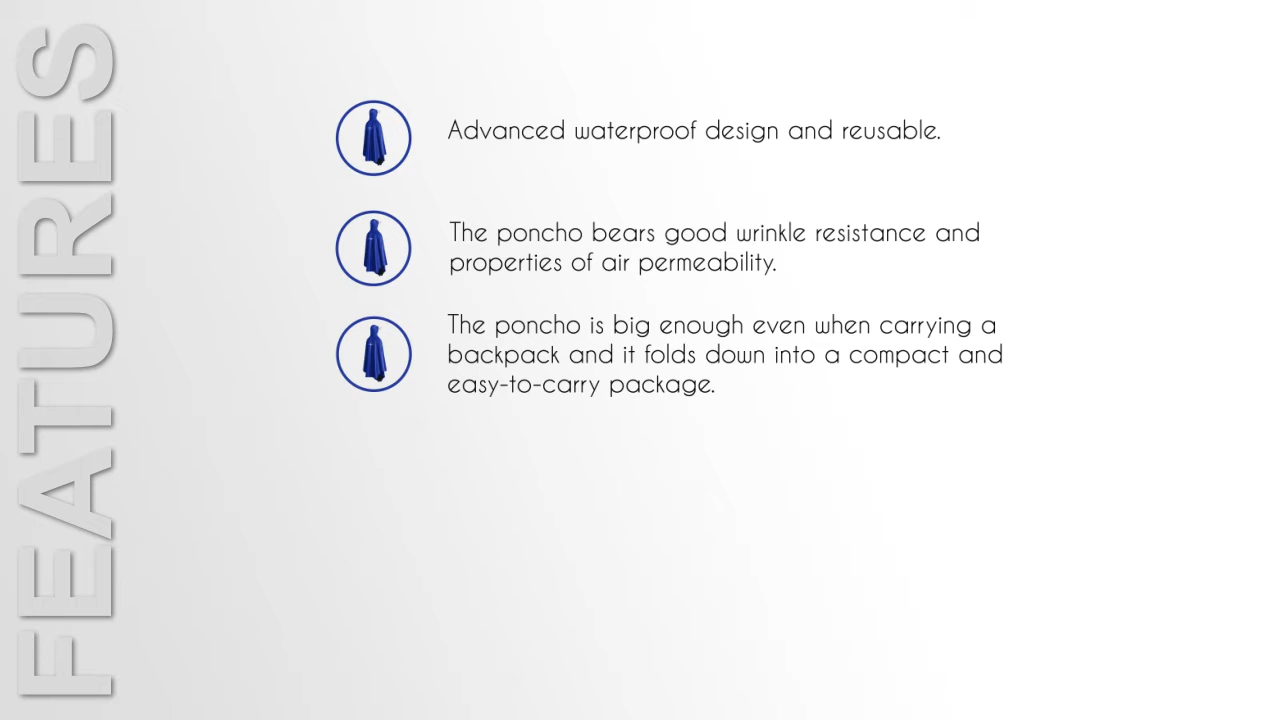 FEATURES
Advanced waterproof design and reusable.
The poncho bears good wrinkle resistance and
properties of air permeability.
The poncho is big enough even when carrying a
backpack and it folds down into a compact and
easy-to-carry package.